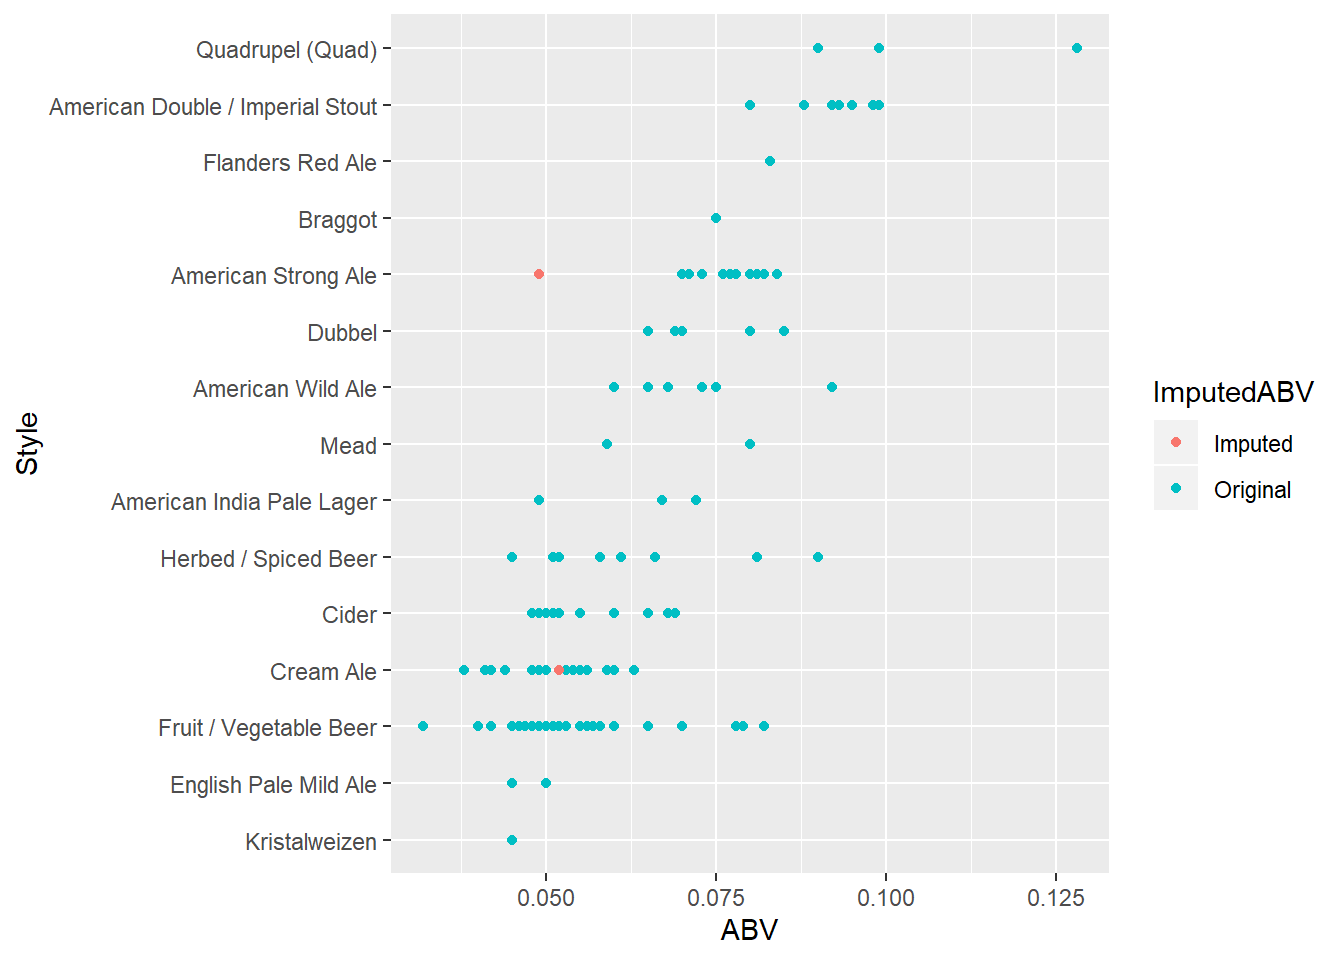 Quadrupel (Quad)
American Double / Imperial Stout
Flanders Red Ale
Braggot
American Strong Ale
Dubbel
American Wild Ale
Mead
American India Pale Lager
Herbed / Spiced Beer
Cider
Cream Ale
Fruit / Vegetable Beer
English Pale Mild Ale
Kristalweizen
Style
0.050 0.075 0.100 0.125
ABV
ImputedABV
Imputed
Original